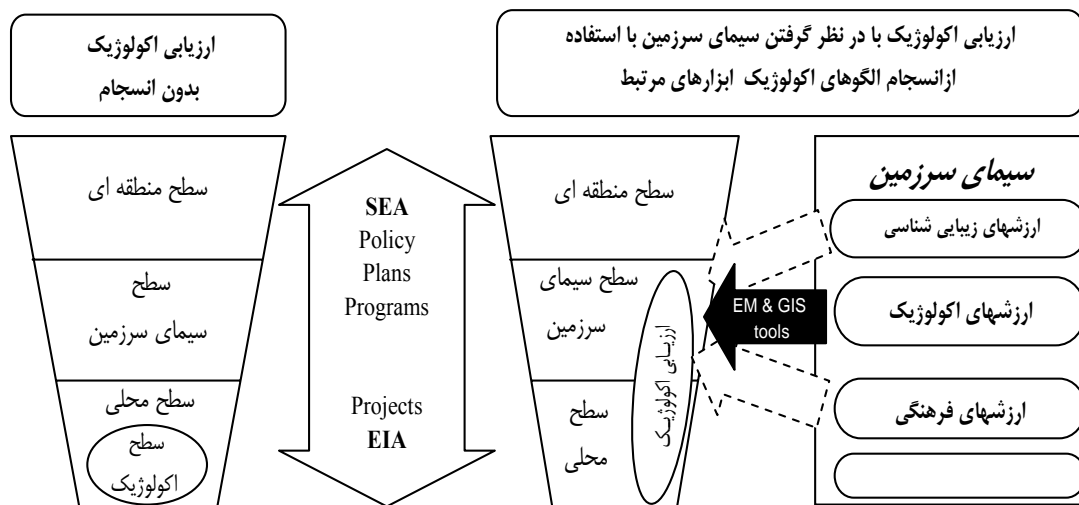 ارزیابی اکولوژیک با در نظر گرفتن سیمای سرزمین با استفاده
ازانسجام الگوهای اکولوژیک ابزارهای مرتبط
ارزیابی اکولوژیک
بدون انسجام
سیمای سرزمین
ارزشهای زیبایی شناسی
ارزشهای اکولوژیک
ارزشهای فرهنگی
EM & GIS
tools
سطح منطقه ای
سطح سیمای
سرزمین
سطح
محلی
ارزیـابی اکولوژیـک
SEA
Policy
Plans
Programs
Projects
EIA
سطح منطقه ای
سطح
سیمای سرزمین
سطح محلی
سطح
اکولوژیک